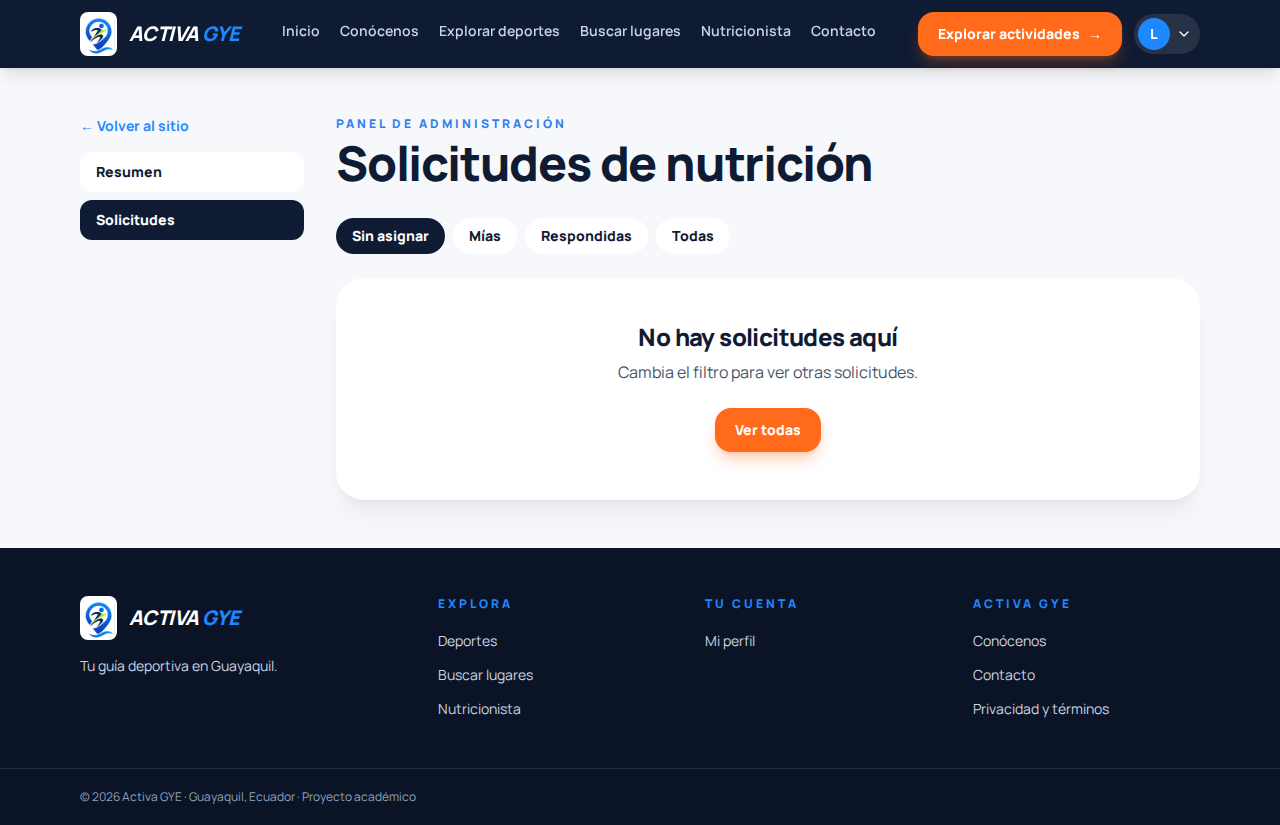 ACTIVA GYE
Inicio
Conócenos
Explorar deportes
Buscar lugares
Nutricionista
Contacto
Explorar actividades →
L
← Volver al sitio
Resumen
Solicitudes
PANEL DE ADMINISTRACIÓN
Solicitudes de nutrición
Sin asignar
Mías
Respondidas
Todas
No hay solicitudes aquí
Cambia el filtro para ver otras solicitudes.
Ver todas
ACTIVA GYE
Tu guía deportiva en Guayaquil.
EXPLORA
Deportes
Buscar lugares
Nutricionista
TU CUENTA
Mi perfil
ACTIVA GYE
Conócenos
Contacto
Privacidad y términos
© 2026 Activa GYE · Guayaquil, Ecuador · Proyecto académico